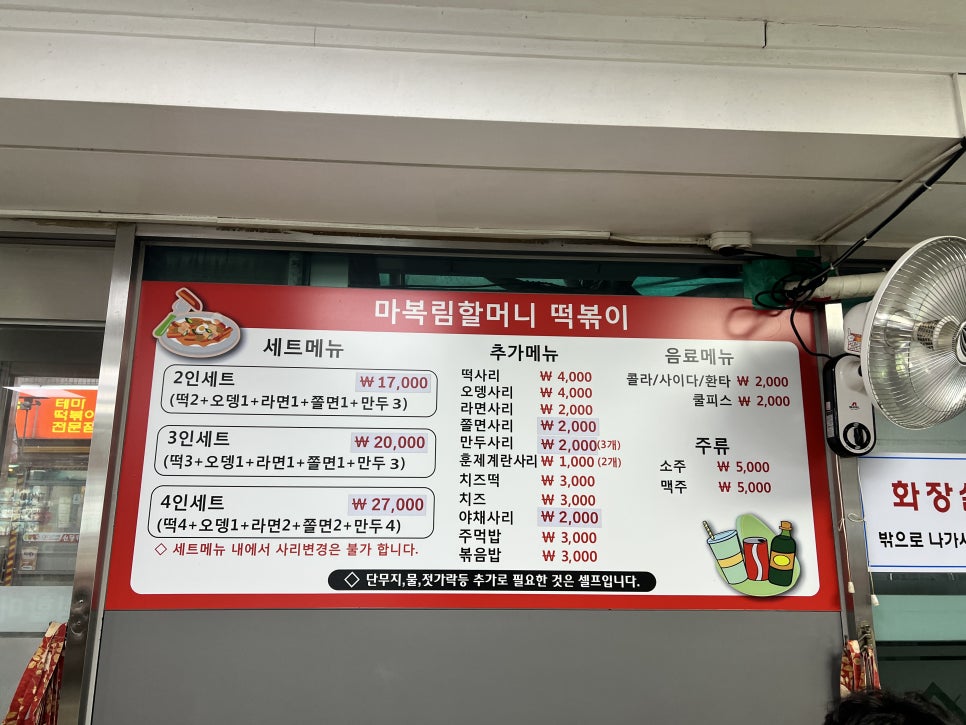 마복림할머니 떡볶이
세트메뉴
2인세트 ₩ 17,000
(떡2+오뎅1+라면1+쫄면1+만두3)
3인세트 ₩ 20,000
(떡3+오뎅1+라면1+쫄면1+만두 3)
4인세트 ₩ 27,000
(떡4+오뎅1+라면2+쫄면2+만두4)
◇ 세트메뉴 내에서 사리변경은 불가 합니다.
추가메뉴
떡사리 ₩ 4,000
오뎅사리 ₩ 4,000
라면사리 ₩ 2,000
쫄면사리 ₩ 2,000
만두사리 ₩ 2,000(3개)
훈제계란사리 ₩ 1,000 (2개)
치즈떡 ₩ 3,000
치즈 ₩ 3,000
야채사리 ₩ 2,000
주먹밥 ₩ 3,000
볶음밥 ₩ 3,000
음료메뉴
콜라/사이다/환타 ₩ 2,000
쿨피스 ₩ 2,000
주류
소주 ₩ 5,000
맥주 ₩ 5,000
◇ 단무지,물,젓가락등 추가로 필요한 것은 셀프입니다.
테미
떡볶이
전문점
화장실
밖으로 나가서